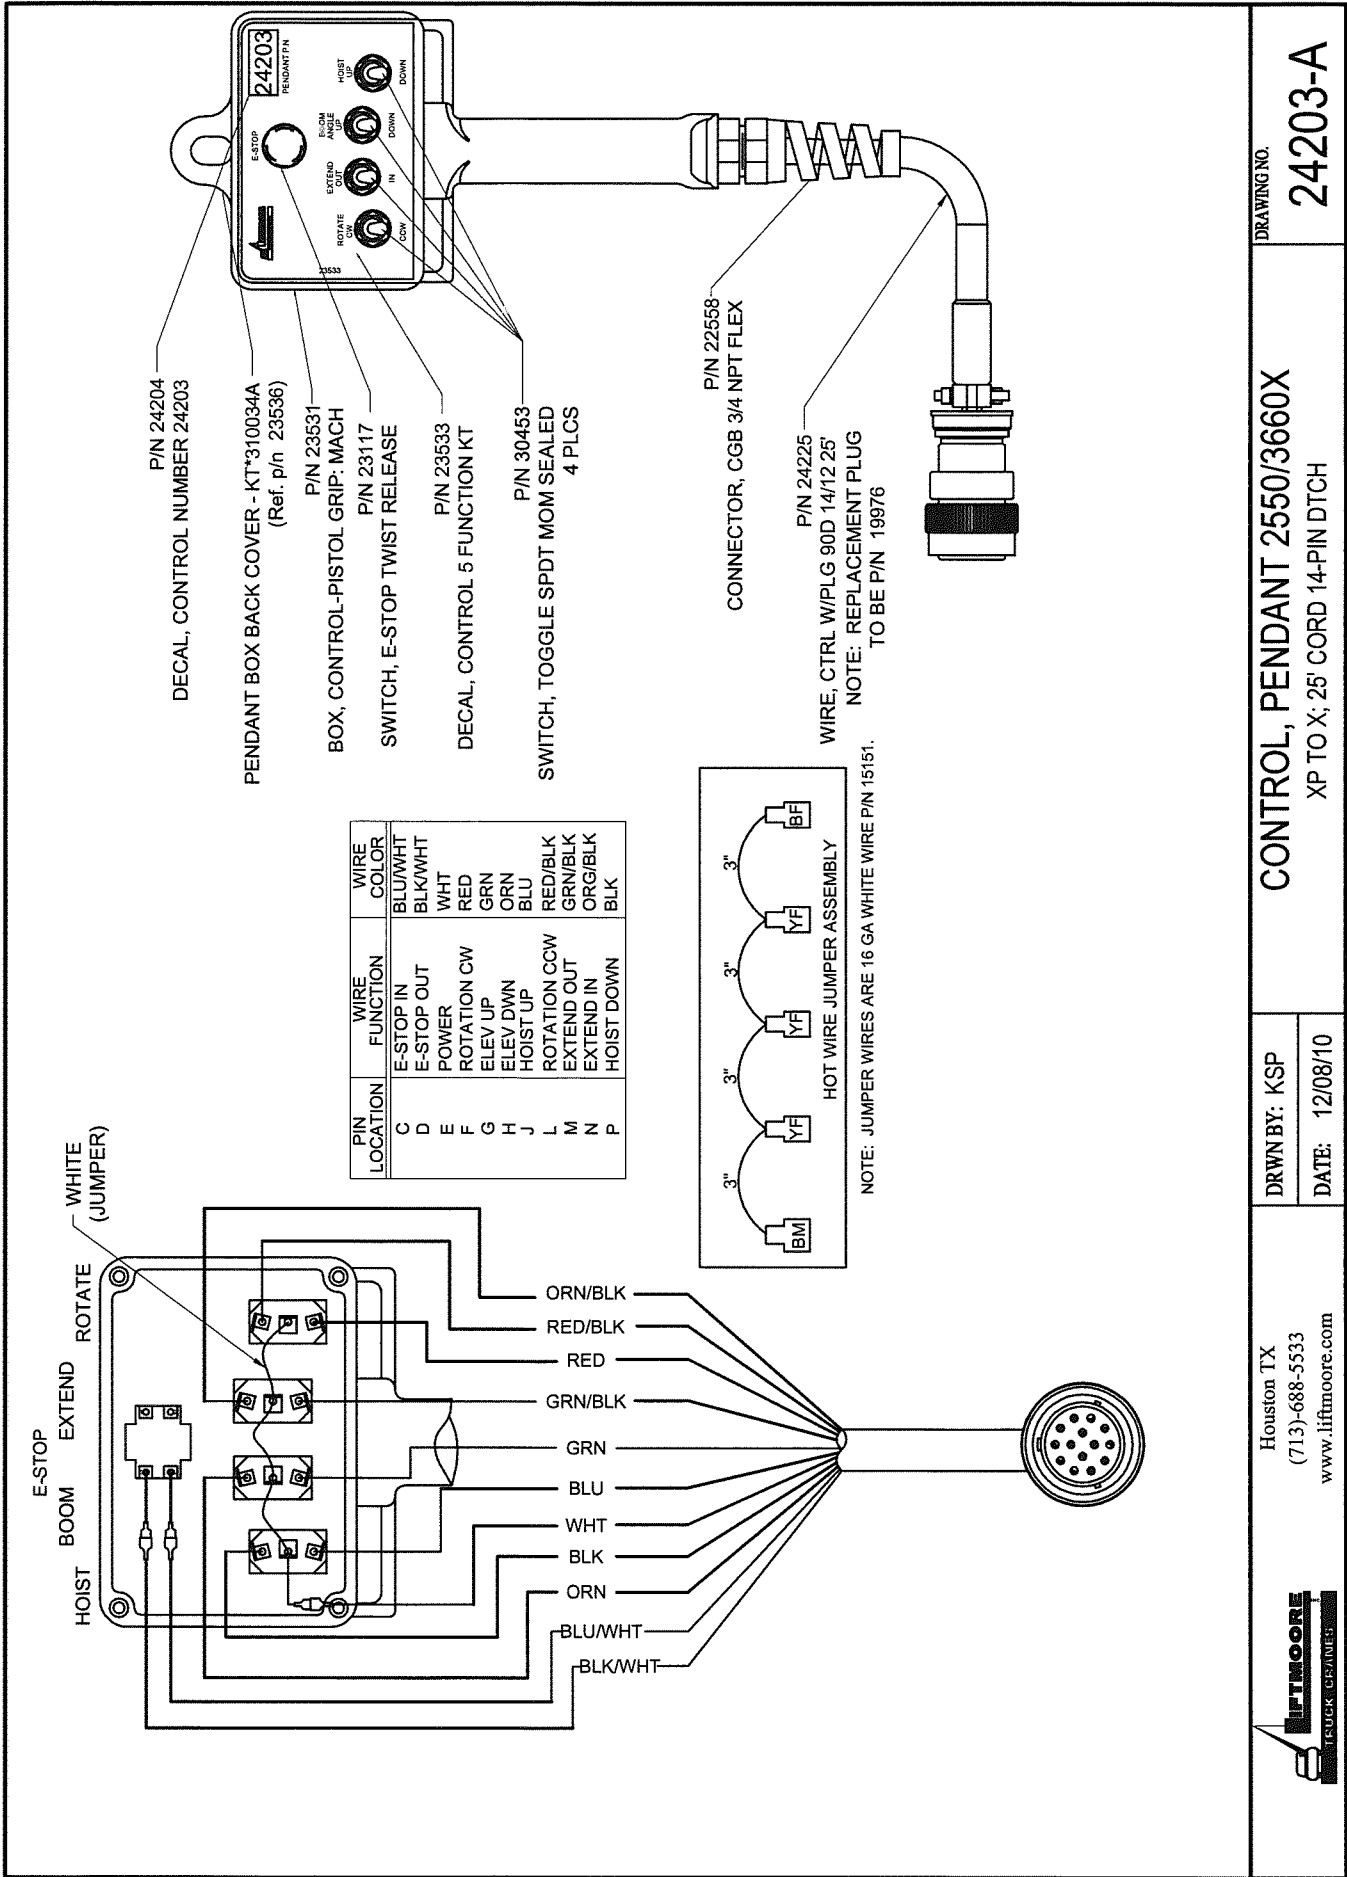 E-STOP
HOIST BOOM EXTEND ROTATE
WHITE
(JUMPER)
ORN/BLK
RED/BLK
RED
GRN/BLK
GRN
BLU
WHT
BLK
ORN
BLU/WHT
BLK/WHT
PIN LOCATION WIRE FUNCTION WIRE COLOR
C E-STOP IN BLU/WHT
D E-STOP OUT BLK/WHT
E POWER WHT
F ROTATION CW RED
G ELEV UP GRN
H ELEV DWN ORN
J HOIST UP BLU
L ROTATION CCW RED/BLK
M EXTEND OUT GRN/BLK
N EXTEND IN ORG/BLK
P HOIST DOWN BLK
3" 3" 3" 3"
BM YF YF YF BF
HOT WIRE JUMPER ASSEMBLY
NOTE: JUMPER WIRES ARE 16 GA WHITE WIRE P/N 15151.
P/N 24204
DECAL, CONTROL NUMBER 24203
PENDANT BOX BACK COVER - KT*310034A
(Ref. p/n 23536)
P/N 23531
BOX, CONTROL-PISTOL GRIP: MACH
P/N 23117
SWITCH, E-STOP TWIST RELEASE
P/N 23533
DECAL, CONTROL 5 FUNCTION KT
P/N 30453
SWITCH, TOGGLE SPDT MOM SEALED
4 PLCS
P/N 22558
CONNECTOR, CGB 3/4 NPT FLEX
P/N 24225
WIRE, CTRL W/PLG 90D 14/12 25'
NOTE: REPLACEMENT PLUG
TO BE P/N 19976
24203
PENDANT P.N
E-STOP
ROTATE
CW
CCW
EXTEND
OUT
IN
BOOM
ANGLE
UP
DOWN
HOIST
UP
DOWN
23533
LIFTMOORE INC.
TRUCK CRANES
Houston TX
(713)-688-5533
www.liftmoore.com
DRWN BY: KSP
DATE: 12/08/10
CONTROL, PENDANT 2550/3660X
XP TO X; 25' CORD 14-PIN DTCH
DRAWING NO.
24203-A